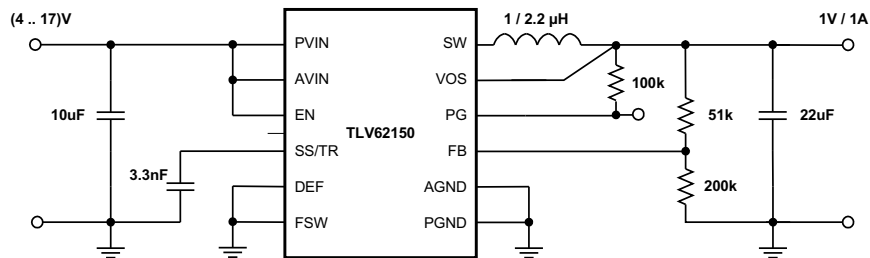 (4 .. 17)V
1 / 2.2 µH
1V / 1A
PVIN
SW
AVIN
VOS
100k
10uF
EN
PG
51k
22uF
TLV62150
SS/TR
FB
3.3nF
DEF
AGND
200k
FSW
PGND